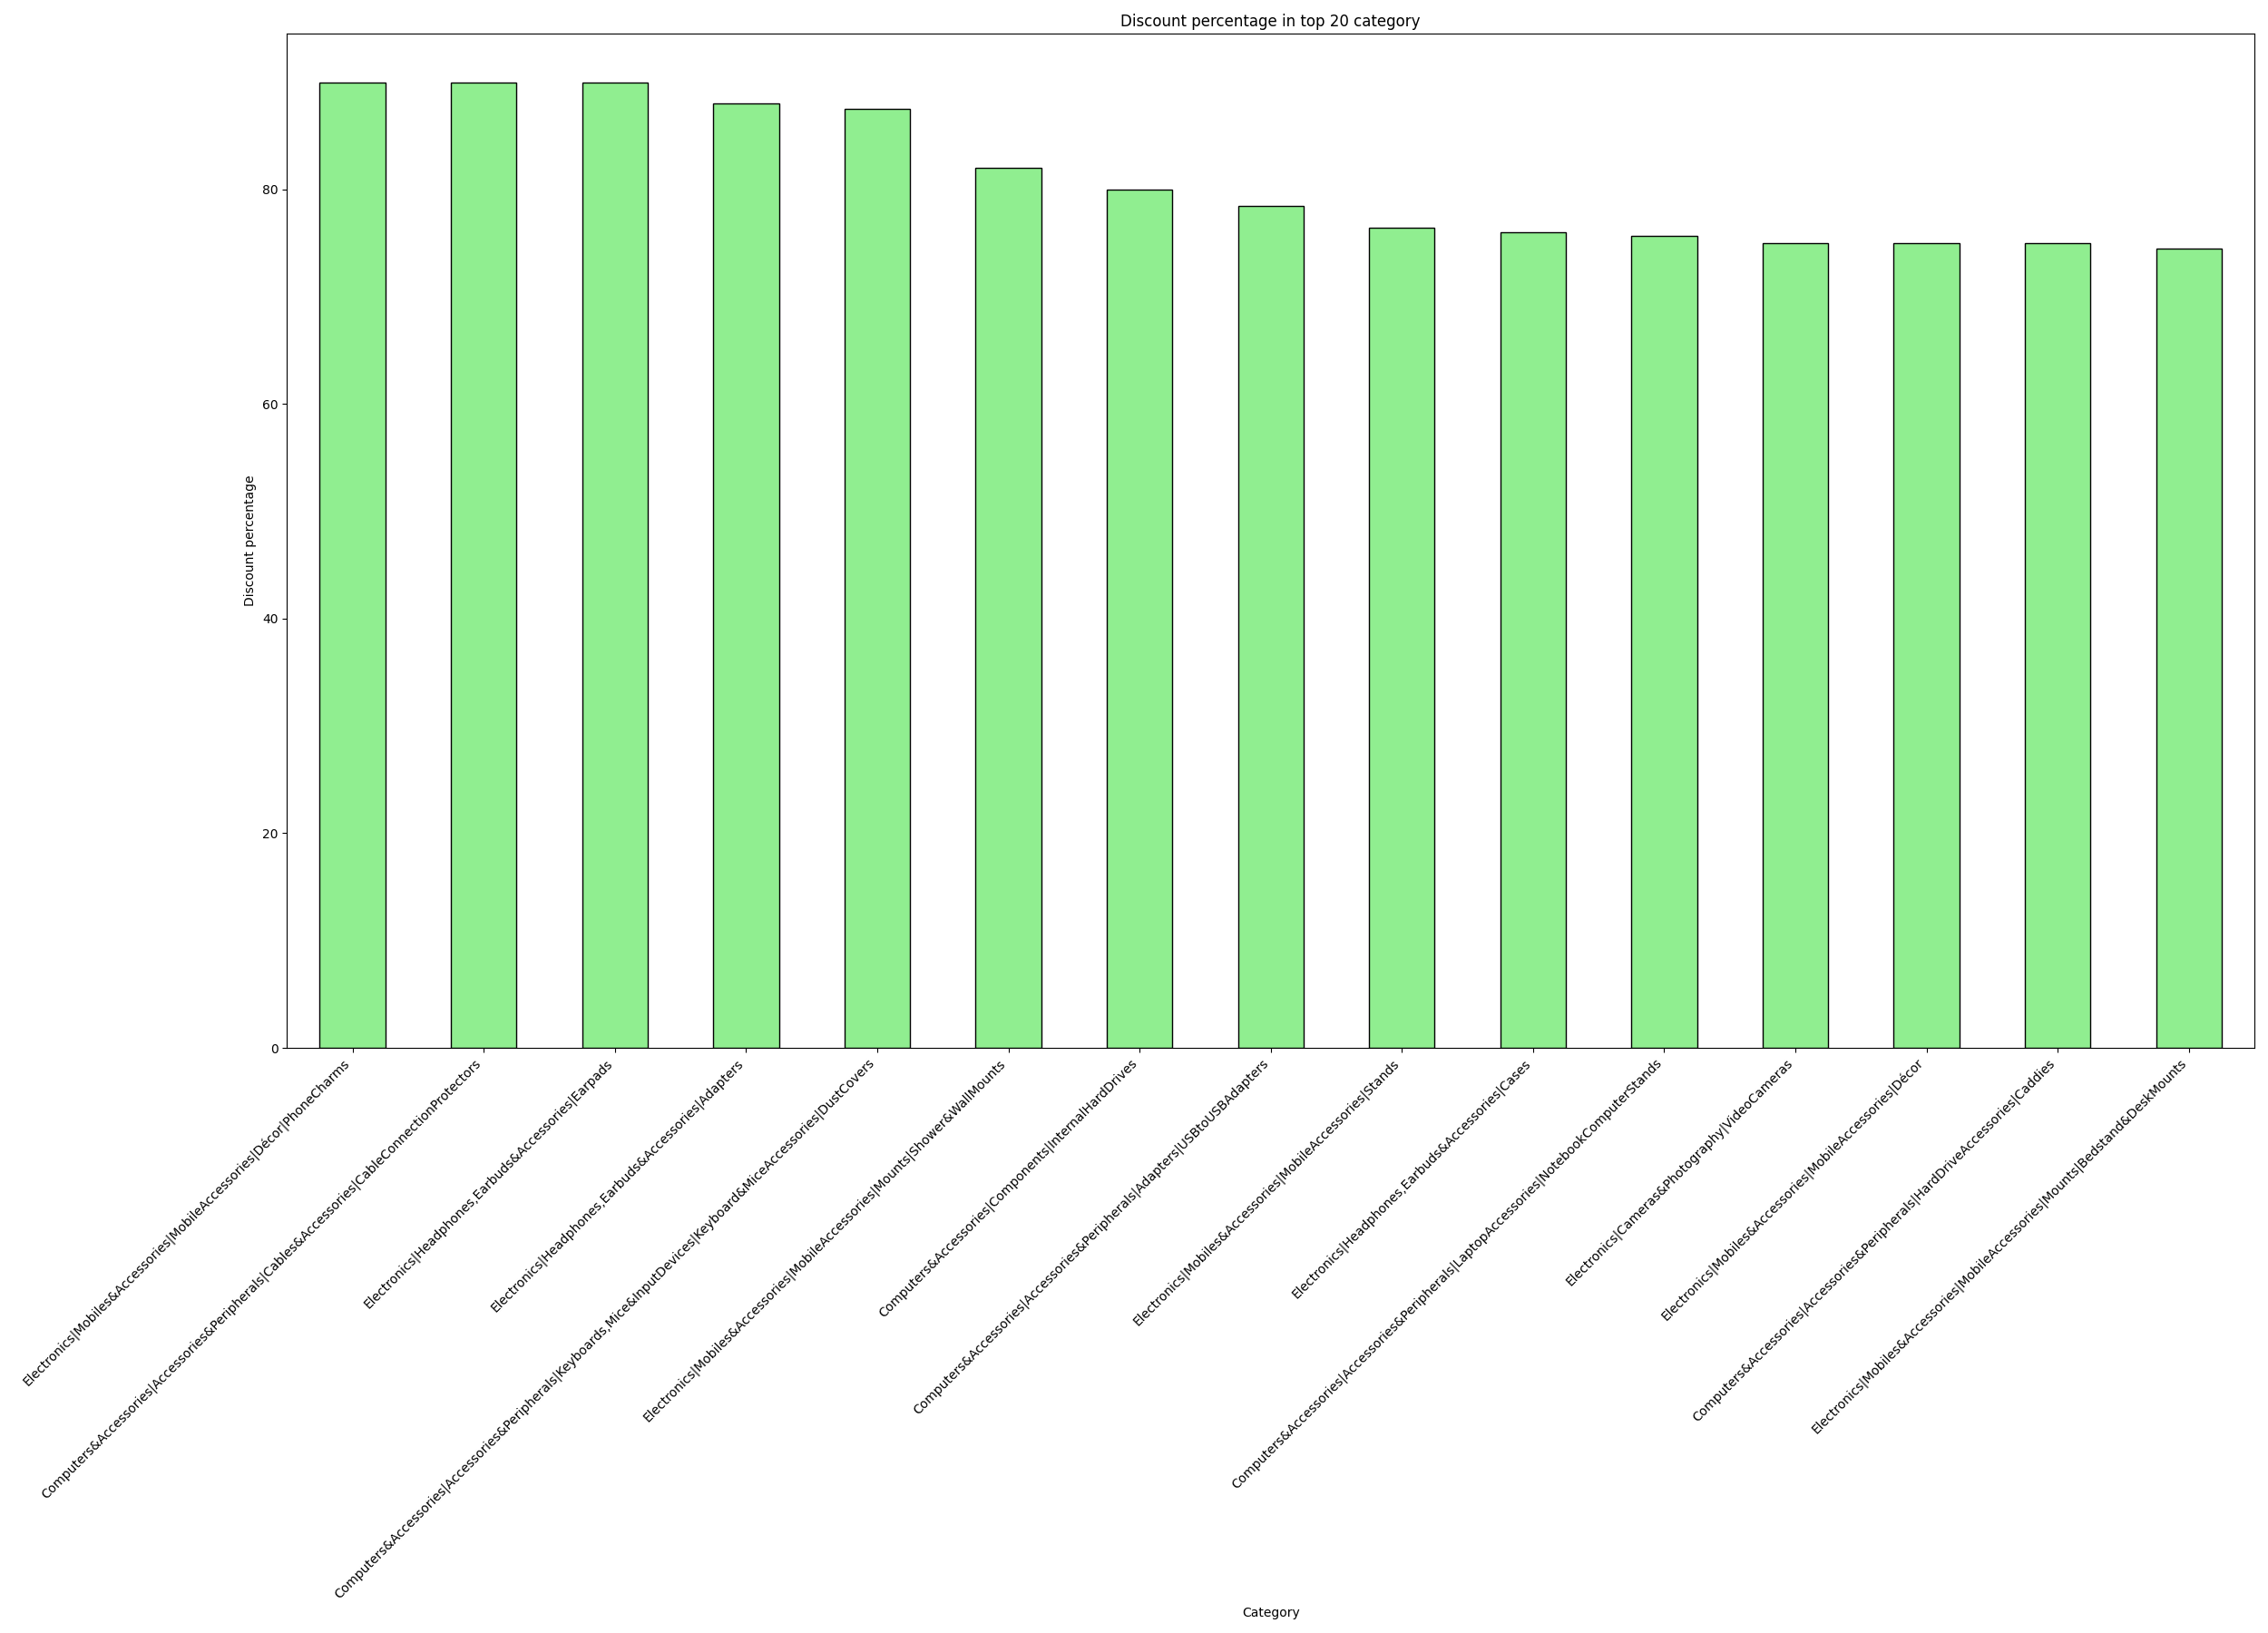 Discount percentage in top 20 category
Discount percentage
80
60
40
20
0
Electronics|Mobiles&Accessories|MobileAccessories|Décor|PhoneCharms
Computers&Accessories|Accessories&Peripherals|Cables&Accessories|CableConnectionProtectors
Electronics|Headphones,Earbuds&Accessories|Earpads
Electronics|Headphones,Earbuds&Accessories|Adapters
Computers&Accessories|Accessories&Peripherals|Keyboards,Mice&InputDevices|Keyboard&MiceAccessories|DustCovers
Electronics|Mobiles&Accessories|MobileAccessories|Mounts|Shower&WallMounts
Computers&Accessories|Components|InternalHardDrives
Computers&Accessories|Accessories&Peripherals|Adapters|USBtoUSBAdapters
Electronics|Mobiles&Accessories|MobileAccessories|Stands
Electronics|Headphones,Earbuds&Accessories|Cases
Computers&Accessories|Accessories&Peripherals|LaptopAccessories|NotebookComputerStands
Electronics|Cameras&Photography|VideoCameras
Electronics|Mobiles&Accessories|MobileAccessories|Décor
Computers&Accessories|Accessories&Peripherals|HardDriveAccessories|Caddies
Electronics|Mobiles&Accessories|MobileAccessories|Mounts|Bedstand&DeskMounts
Category